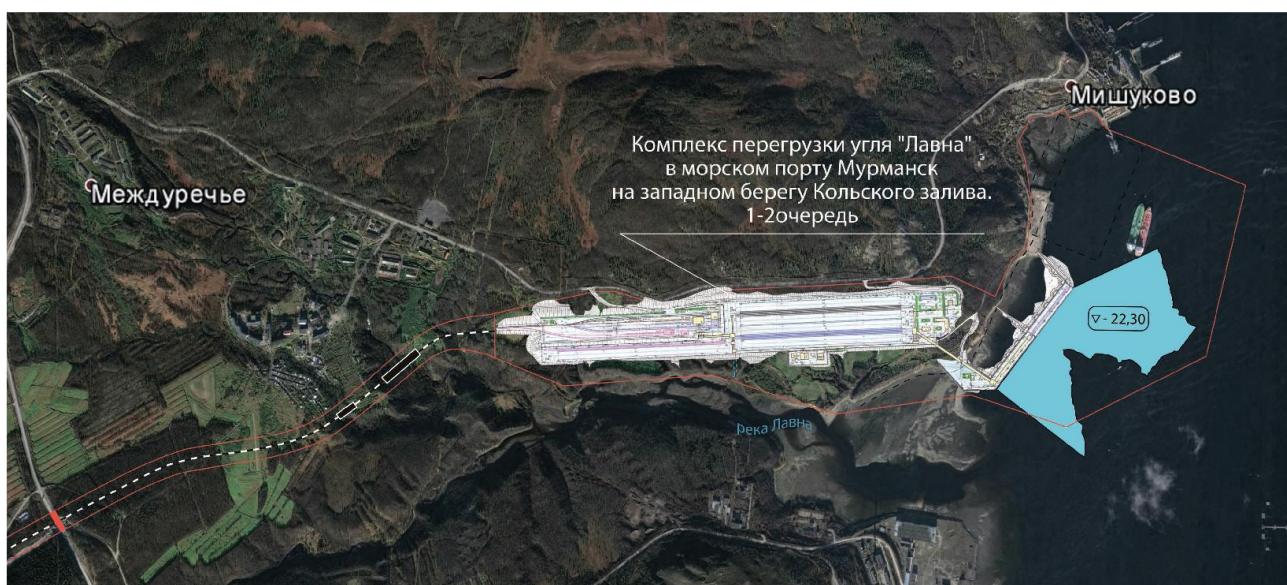 Мишуково
Комплекс перегрузки угля "Лавна"
в морском порту Мурманск
на западном берегу Кольского залива.
1-2очередь
Междуречье
▽- 22,30
река Лавна